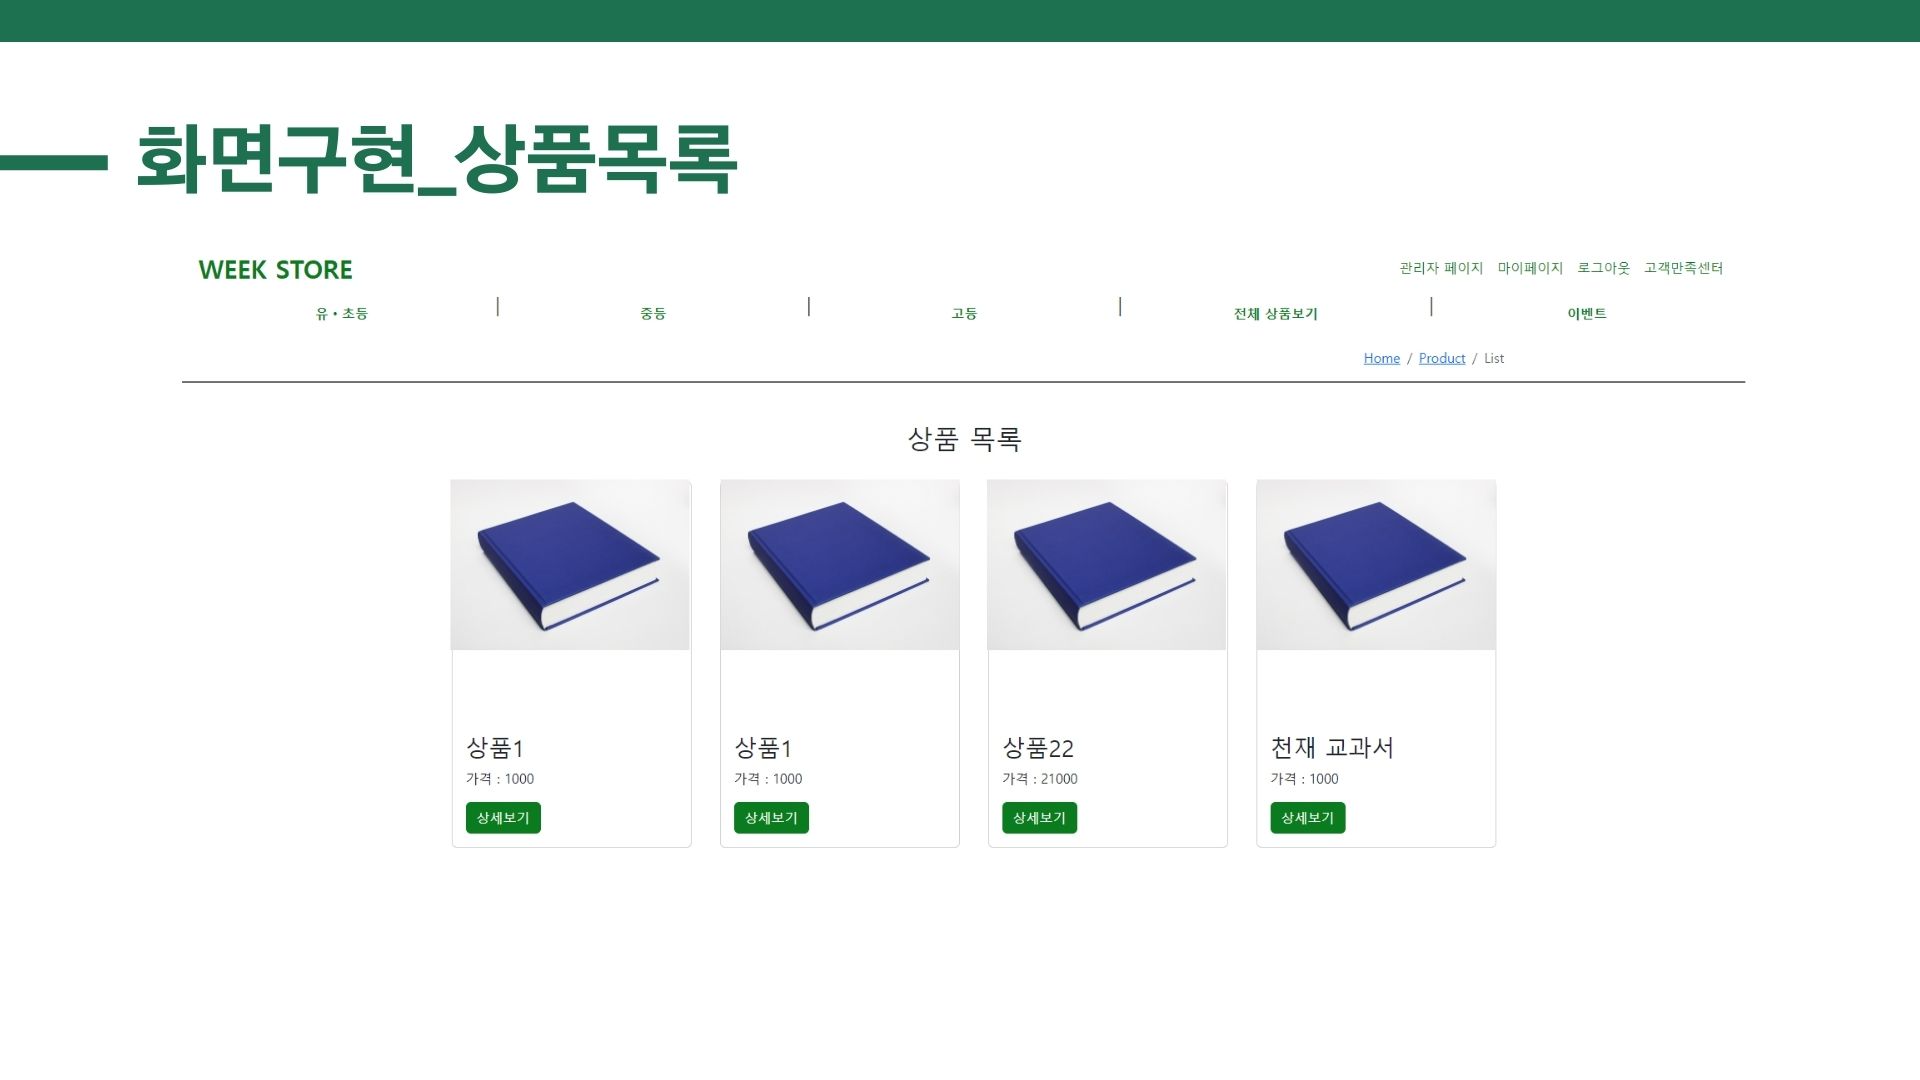 화면구현_상품목록
WEEK STORE
관리자 페이지 마이페이지 로그아웃 고객만족센터
유・초등 | 중등 | 고등 | 전체 상품보기 | 이벤트
Home / Product / List
상품 목록
상품1
가격 : 1000
상세보기
상품1
가격 : 1000
상세보기
상품22
가격 : 21000
상세보기
천재 교과서
가격 : 1000
상세보기